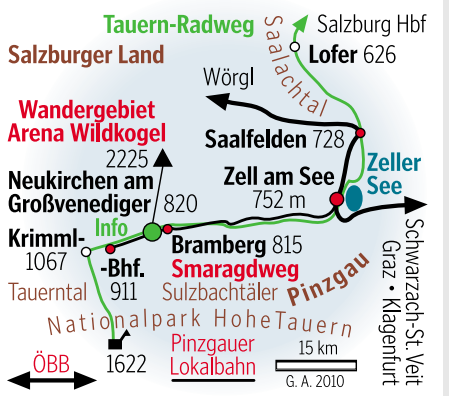 Tauern-Radweg
Salzburg Hbf
Salzburger Land
Saalachtal
Lofer 626
Wörgl
Wandergebiet
Arena Wildkogel
2225
Saalfelden 728
Neukirchen am
Großvenediger
820
Zell am See
752 m
Zeller
See
Info
Krimml-
1067
-Bhf.
911
Bramberg 815
Smaragdweg
Schwarzach-St. Veit
Graz • Klagenfurt
Tauerntal
Sulzbachtäler
Pinzgau
Nationalpark Hohe Tauern
ÖBB
1622
Pinzgauer
Lokalbahn
15 km
G. A. 2010